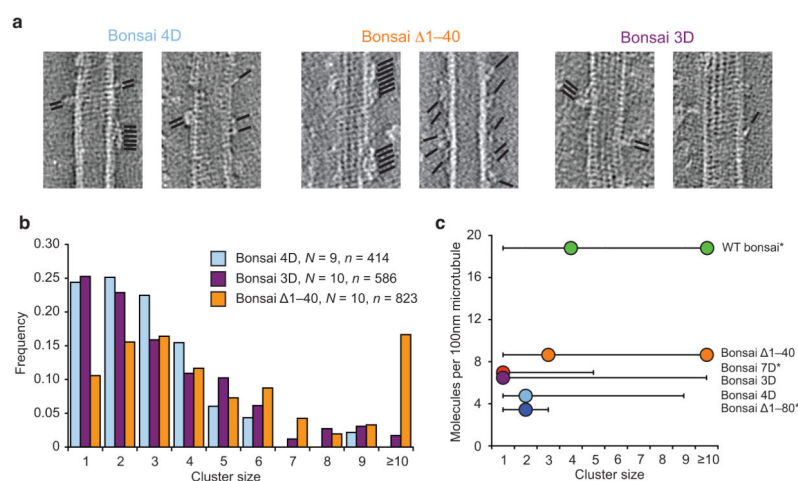 a
Bonsai 4D
Bonsai Δ1–40
Bonsai 3D
b
0.30
0.25
0.20
0.15
0.10
0.05
0
Frequency
Bonsai 4D, N = 9, n = 414
Bonsai 3D, N = 10, n = 586
Bonsai Δ1–40, N = 10, n = 823
1 2 3 4 5 6 7 8 9 ≥10
Cluster size
c
20
16
12
8
4
0
Molecules per 100nm microtubule
WT bonsai*
Bonsai Δ1–40
Bonsai 7D*
Bonsai 3D
Bonsai 4D
Bonsai Δ1–80*
1 2 3 4 5 6 7 8 9 ≥10
Cluster size